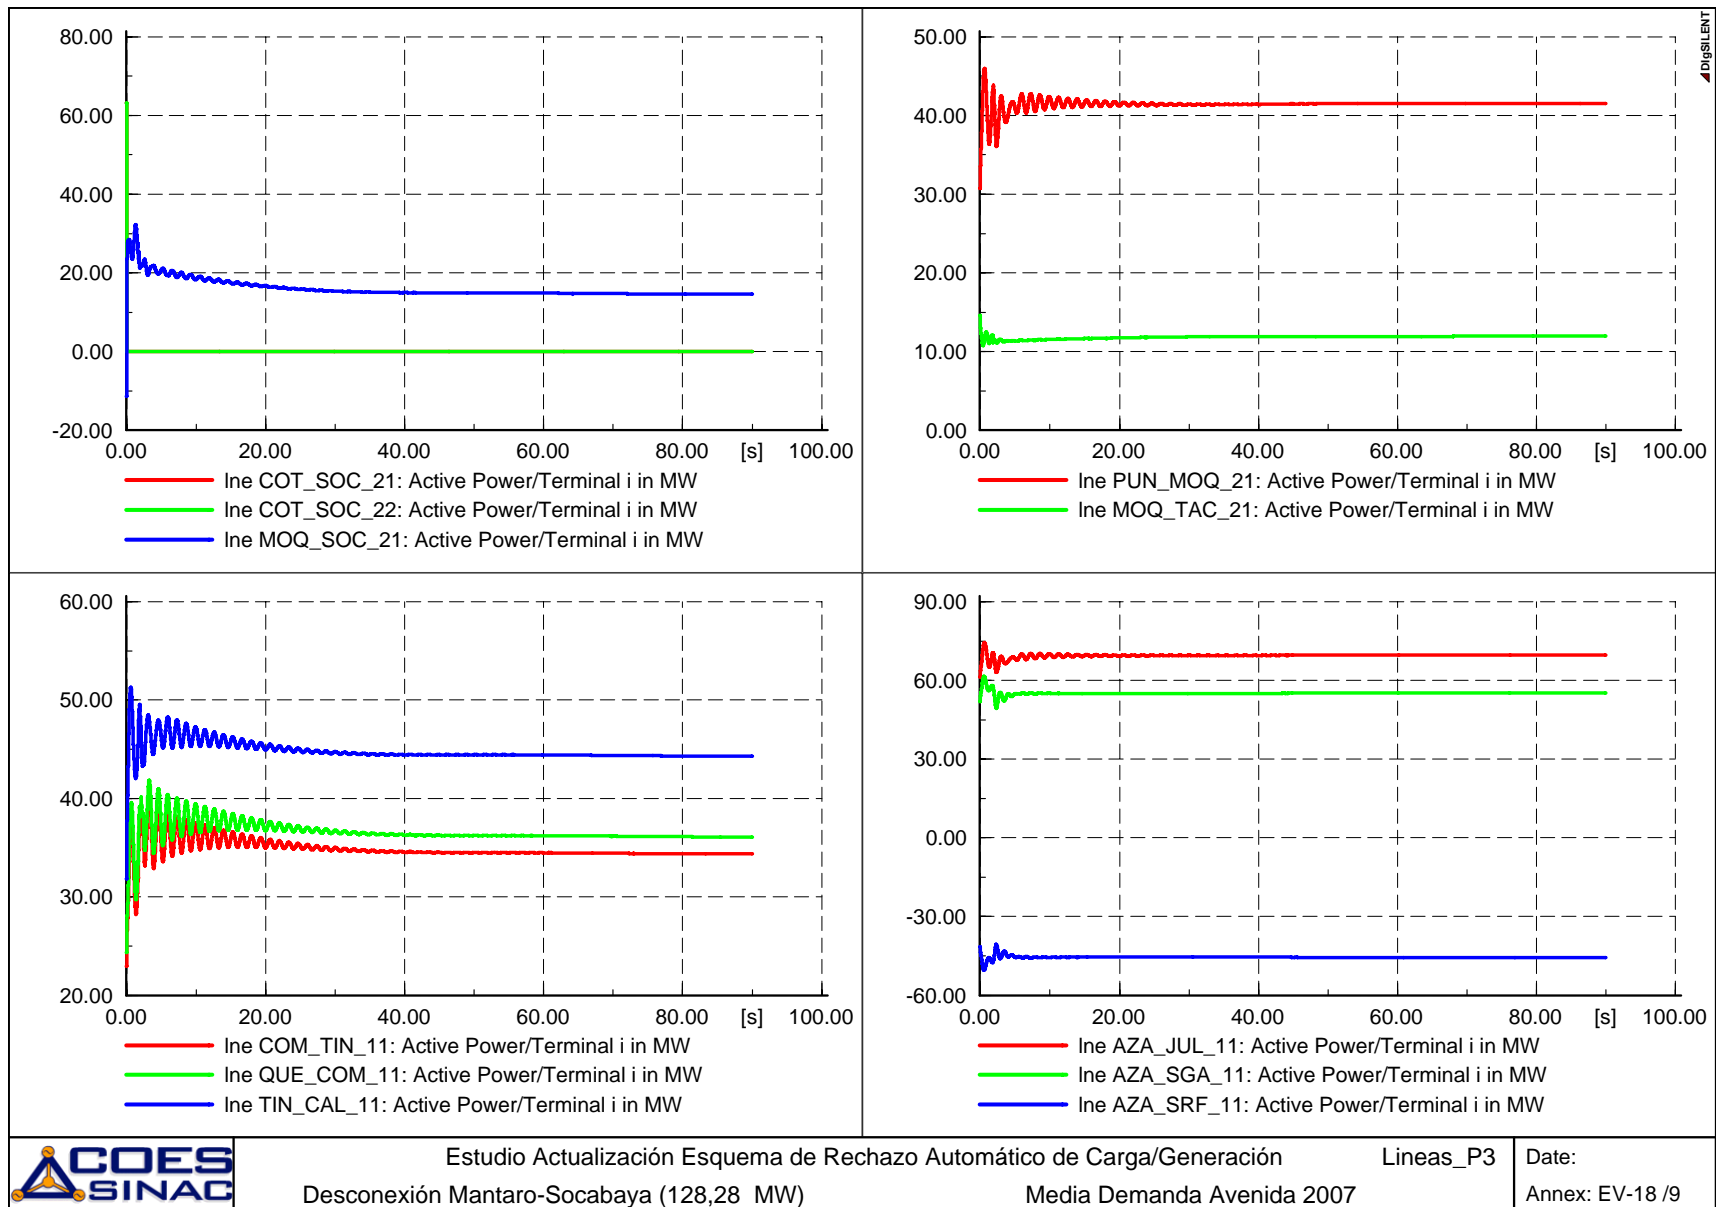 DIgSILENT
80.00
60.00
40.00
20.00
0.00
-20.00
0.00 20.00 40.00 60.00 80.00 [s] 100.00
lne COT_SOC_21: Active Power/Terminal i in MW
lne COT_SOC_22: Active Power/Terminal i in MW
lne MOQ_SOC_21: Active Power/Terminal i in MW
50.00
40.00
30.00
20.00
10.00
0.00
0.00 20.00 40.00 60.00 80.00 [s] 100.00
lne PUN_MOQ_21: Active Power/Terminal i in MW
lne MOQ_TAC_21: Active Power/Terminal i in MW
60.00
50.00
40.00
30.00
20.00
0.00 20.00 40.00 60.00 80.00 [s] 100.00
lne COM_TIN_11: Active Power/Terminal i in MW
lne QUE_COM_11: Active Power/Terminal i in MW
lne TIN_CAL_11: Active Power/Terminal i in MW
90.00
60.00
30.00
0.00
-30.00
-60.00
0.00 20.00 40.00 60.00 80.00 [s] 100.00
lne AZA_JUL_11: Active Power/Terminal i in MW
lne AZA_SGA_11: Active Power/Terminal i in MW
lne AZA_SRF_11: Active Power/Terminal i in MW
COES
SINAC
Estudio Actualización Esquema de Rechazo Automático de Carga/Generación Lineas_P3
Desconexión Mantaro-Socabaya (128,28 MW) Media Demanda Avenida 2007
Date:
Annex: EV-18 /9